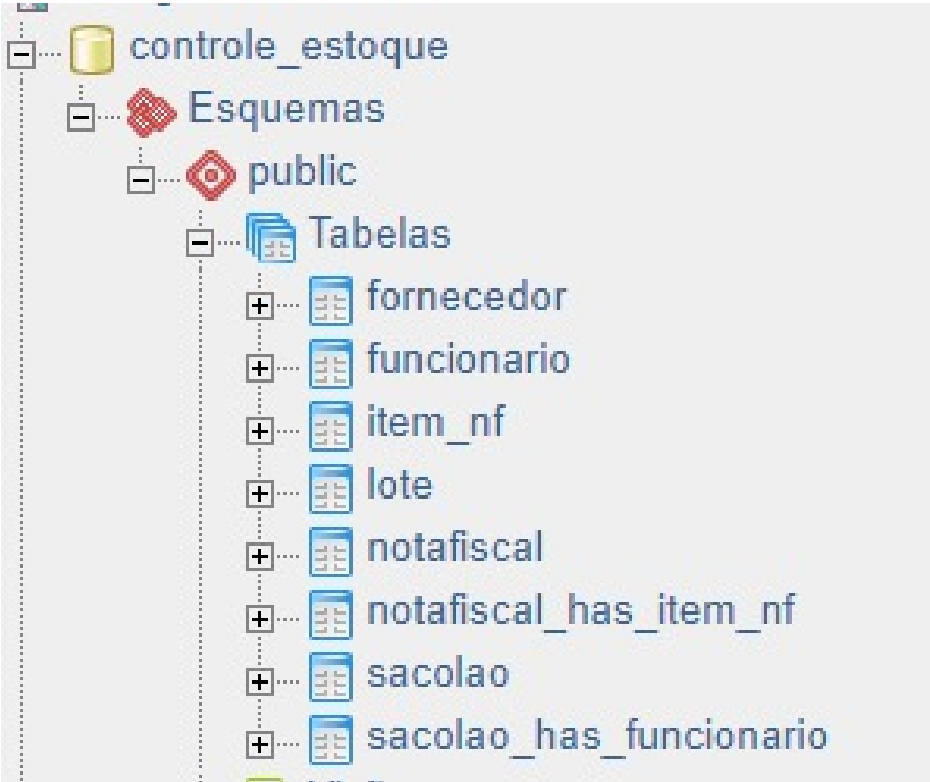 controle_estoque
Esquemas
public
Tabelas
fornecedor
funcionario
item_nf
lote
notafiscal
notafiscal_has_item_nf
sacolao
sacolao_has_funcionario